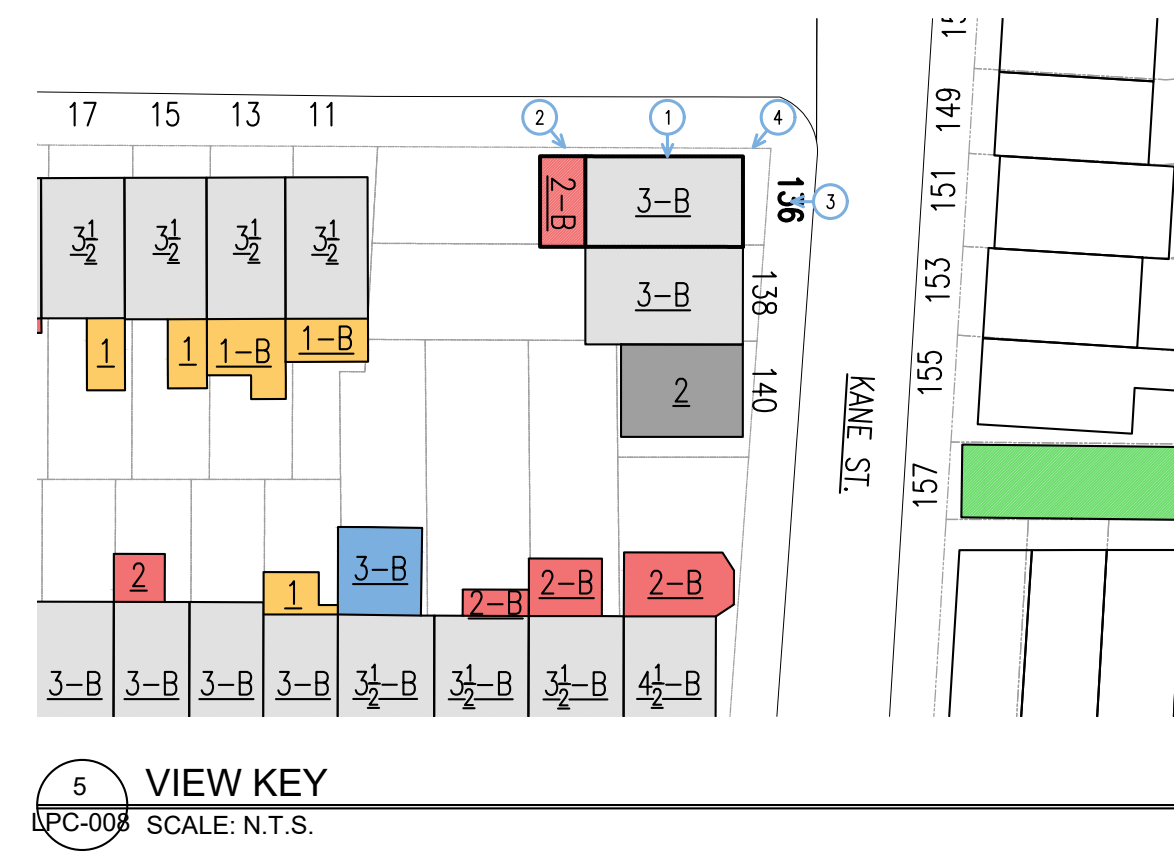 17 15 13 11
2 1 4
3
136
2-B 3-B
3½ 3½ 3½ 3½
3-B 138
1 1 1-B 1-B
2 140
KANE ST.
149
151
153
155
157
2 1 3-B 2-B 2-B 2-B
3-B 3-B 3-B 3-B 3½-B 3½-B 3½-B 4½-B
5 VIEW KEY
LPC-008 SCALE: N.T.S.